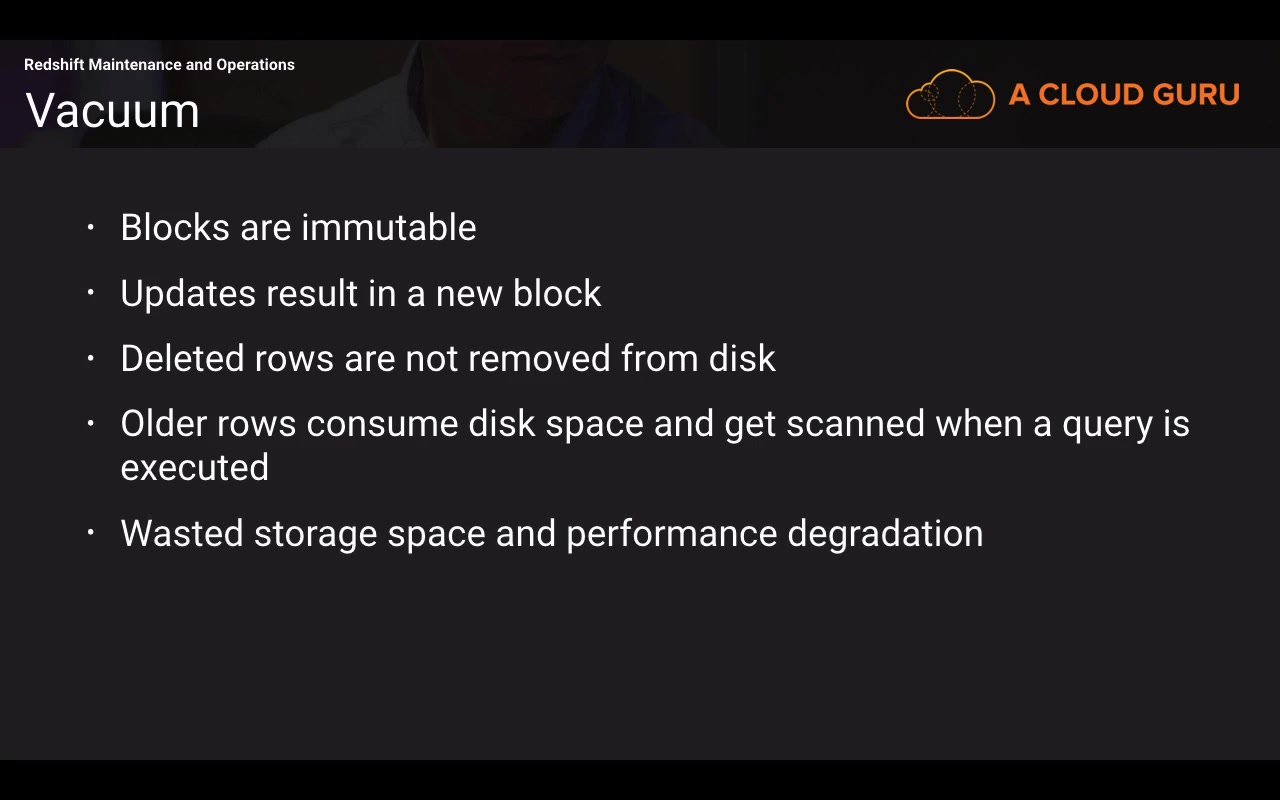 Redshift Maintenance and Operations
Vacuum
A CLOUD GURU
· Blocks are immutable
· Updates result in a new block
· Deleted rows are not removed from disk
· Older rows consume disk space and get scanned when a query is
executed
· Wasted storage space and performance degradation